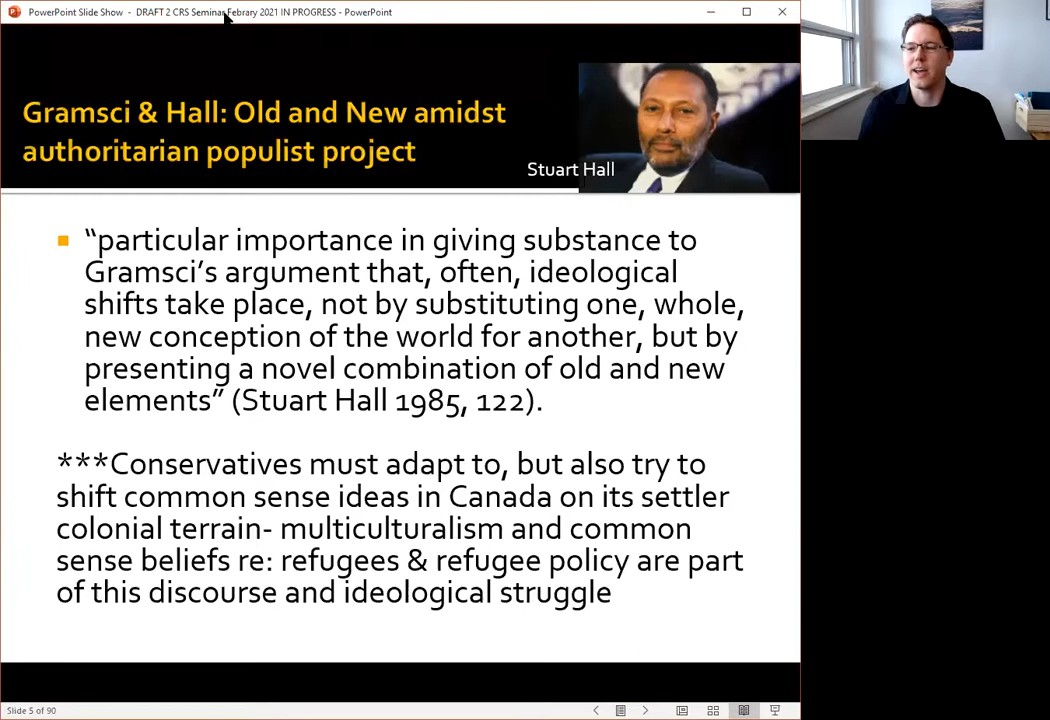 PowerPoint Slide Show - DRAFT 2 CRS Seminar Febrary 2021 IN PROGRESS - PowerPoint
Gramsci & Hall: Old and New amidst
authoritarian populist project
Stuart Hall
“particular importance in giving substance to
Gramsci’s argument that, often, ideological
shifts take place, not by substituting one, whole,
new conception of the world for another, but by
presenting a novel combination of old and new
elements” (Stuart Hall 1985, 122).
***Conservatives must adapt to, but also try to
shift common sense ideas in Canada on its settler
colonial terrain- multiculturalism and common
sense beliefs re: refugees & refugee policy are part
of this discourse and ideological struggle
Slide 5 of 90